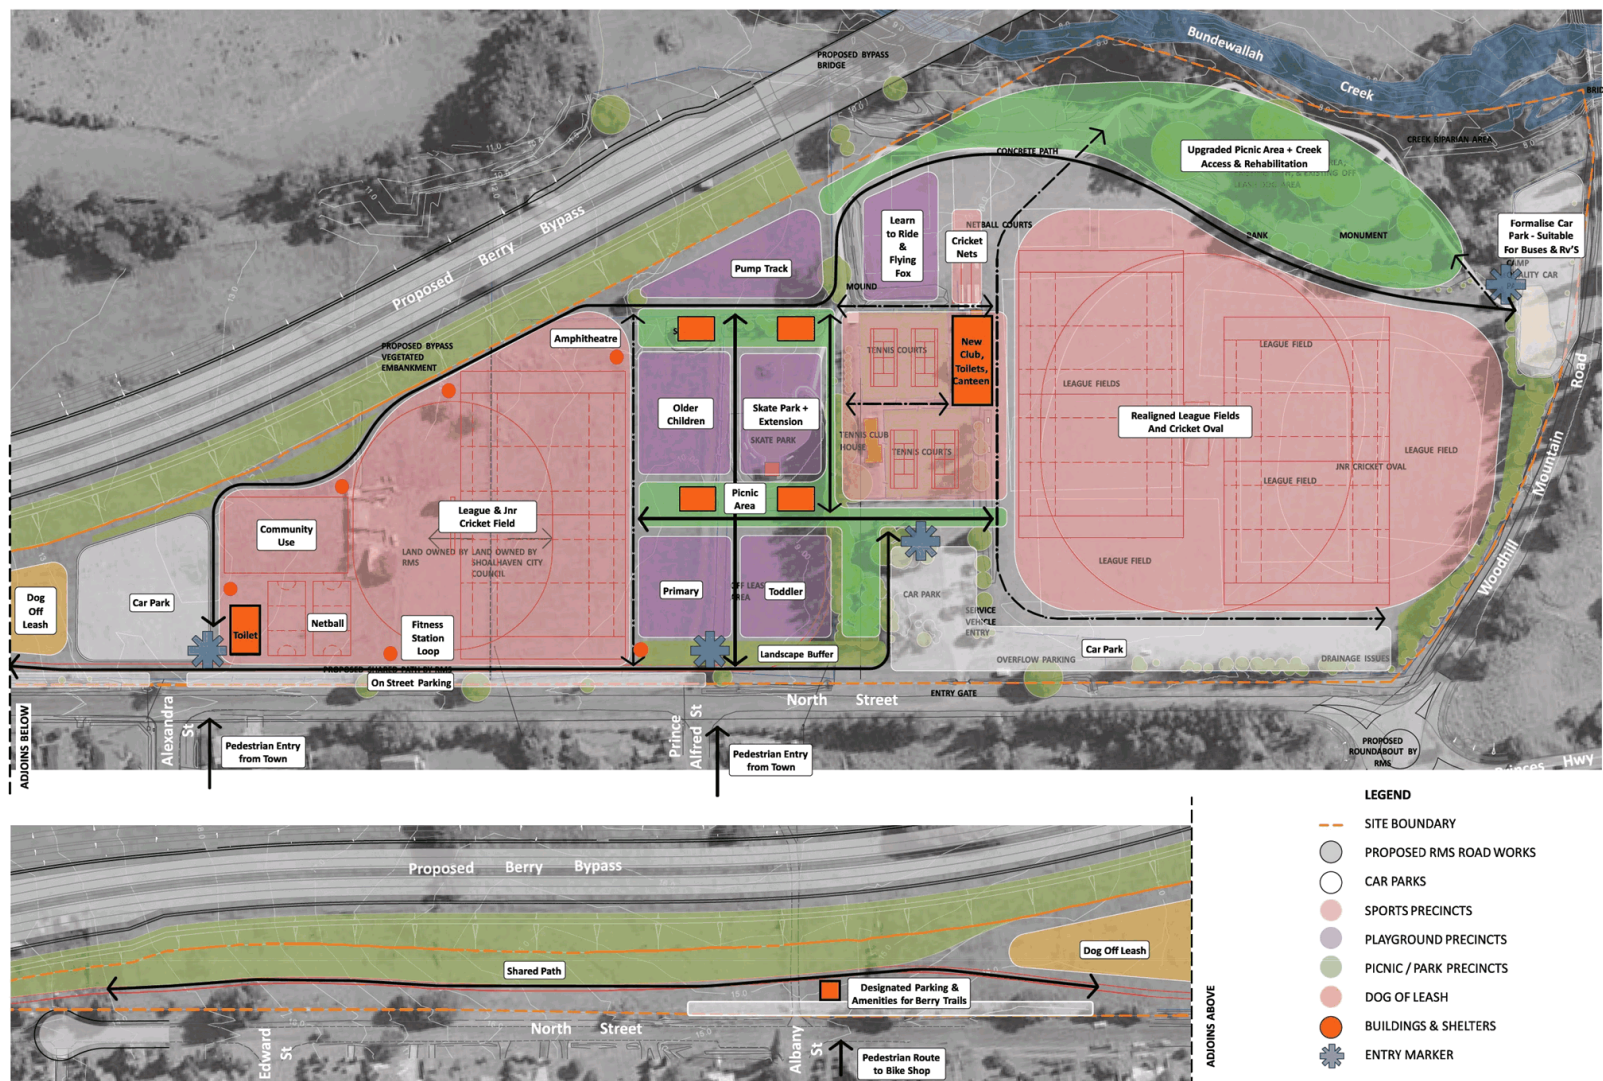 Bundewallah
Creek
PROPOSED BYPASS
BRIDGE
CREEK RIPARIAN AREA
CONCRETE PATH
Upgraded Picnic Area + Creek
Access & Rehabilitation
Proposed Berry Bypass
Learn
to Ride
&
Flying
Fox
NETBALL COURTS
Cricket
Nets
BANK
MONUMENT
Formalise Car
Park - Suitable
For Buses & Rv'S
Pump Track
MOUND
Amphitheatre
PROPOSED BYPASS
VEGETATED
EMBANKMENT
TENNIS COURTS
New
Club,
Toilets,
Canteen
LEAGUE FIELD
LEAGUE FIELDS
Older
Children
Skate Park +
Extension
SKATE PARK
TENNIS CLUB
HOUSE
TENNIS COURTS
Realigned League Fields
And Cricket Oval
LEAGUE FIELD
JNR CRICKET OVAL
LEAGUE FIELD
Picnic
Area
League & Jnr
Cricket Field
Community
Use
LAND OWNED BY
RMS
LAND OWNED BY
SHOALHAVEN CITY
COUNCIL
LEAGUE FIELD
Woodhill Mountain Road
Dog
Off
Leash
Car Park
Toilet
Netball
Fitness
Station
Loop
Primary
Toddler
CAR PARK
SERVICE
VEHICLE
ENTRY
Landscape Buffer
Car Park
OVERFLOW PARKING
DRAINAGE ISSUES
PROPOSED SHARED PATH BY RMS
On Street Parking
ENTRY GATE
North Street
Alexandra
St
Prince
Alfred St
Pedestrian Entry
from Town
Pedestrian Entry
from Town
PROPOSED
ROUNDABOUT BY
RMS
Princes Hwy
ADJOINS BELOW
Proposed Berry Bypass
Dog Off Leash
Shared Path
Designated Parking &
Amenities for Berry Trails
North Street
Edward
St
Albany
St
Pedestrian Route
to Bike Shop
ADJOINS ABOVE
LEGEND
SITE BOUNDARY
PROPOSED RMS ROAD WORKS
CAR PARKS
SPORTS PRECINCTS
PLAYGROUND PRECINCTS
PICNIC / PARK PRECINCTS
DOG OF LEASH
BUILDINGS & SHELTERS
ENTRY MARKER